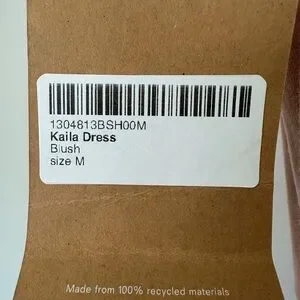 1304813BSH00M
Kaila Dress
Blush
size M
Made from 100% recycled materials